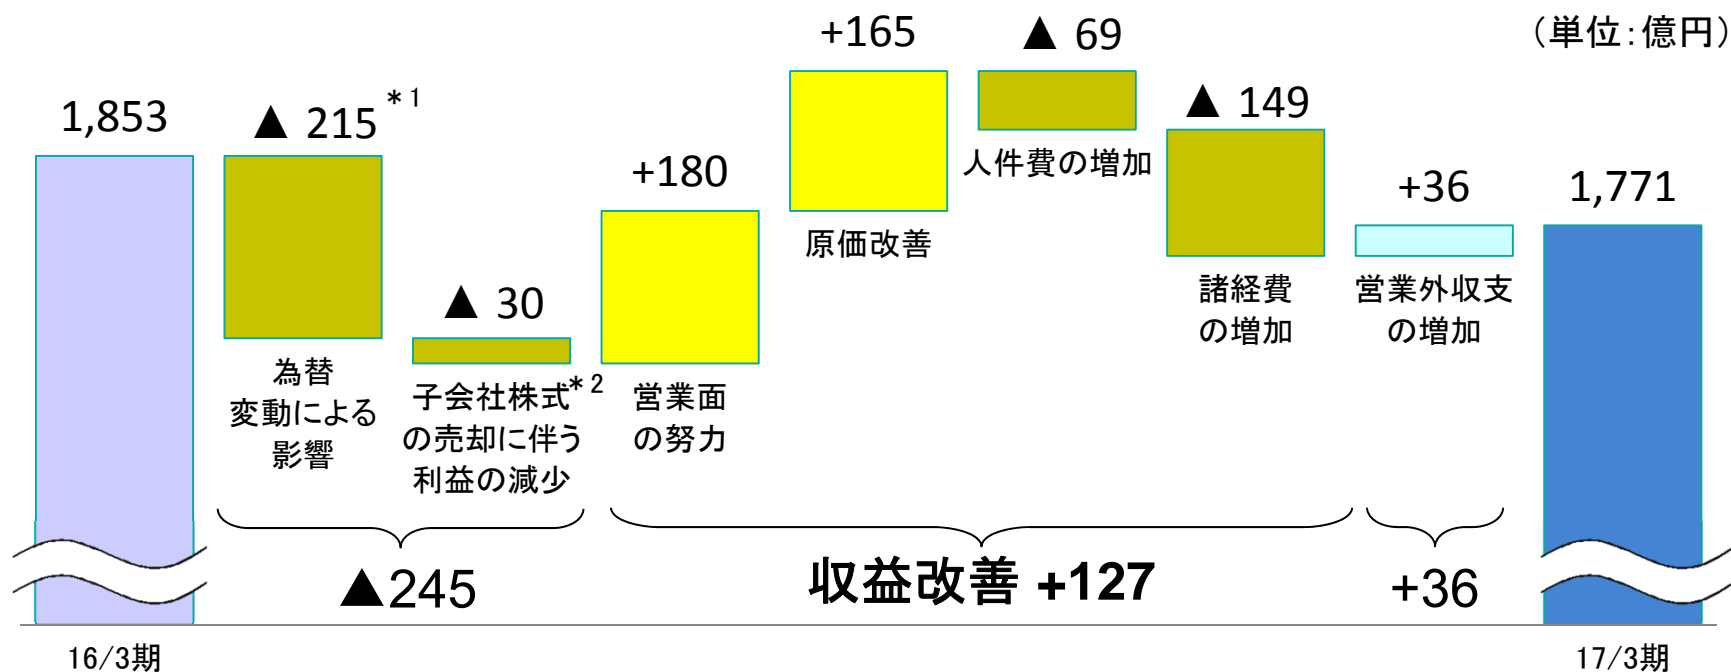 (単位:億円)
1,853
▲ 215 *1
為替
変動による
影響
▲ 30
子会社株式*2
の売却に伴う
利益の減少
+180
営業面
の努力
+165
原価改善
▲ 69
人件費の増加
▲ 149
諸経費
の増加
+36
営業外収支
の増加
1,771
▲245
収益改善 +127
+36
16/3期
17/3期